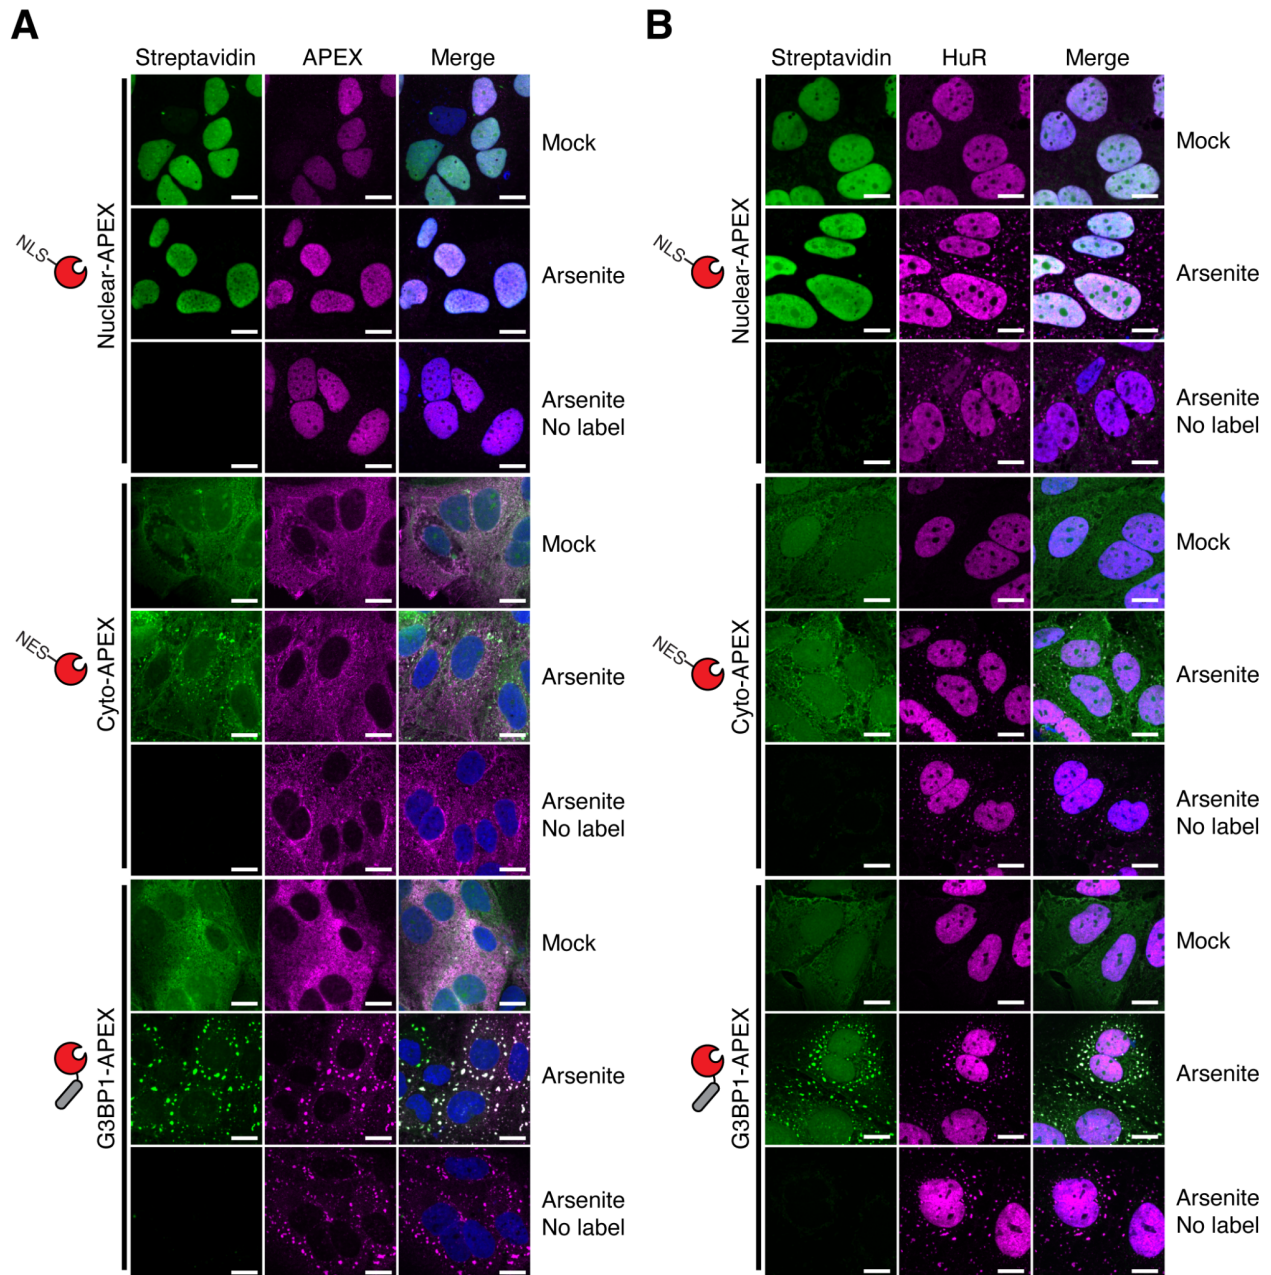 A
Streptavidin APEX Merge
NLS
Nuclear-APEX
Mock
Arsenite
Arsenite
No label
NES
Cyto-APEX
Mock
Arsenite
Arsenite
No label
G3BP1-APEX
Mock
Arsenite
Arsenite
No label
B
Streptavidin HuR Merge
NLS
Nuclear-APEX
Mock
Arsenite
Arsenite
No label
NES
Cyto-APEX
Mock
Arsenite
Arsenite
No label
G3BP1-APEX
Mock
Arsenite
Arsenite
No label